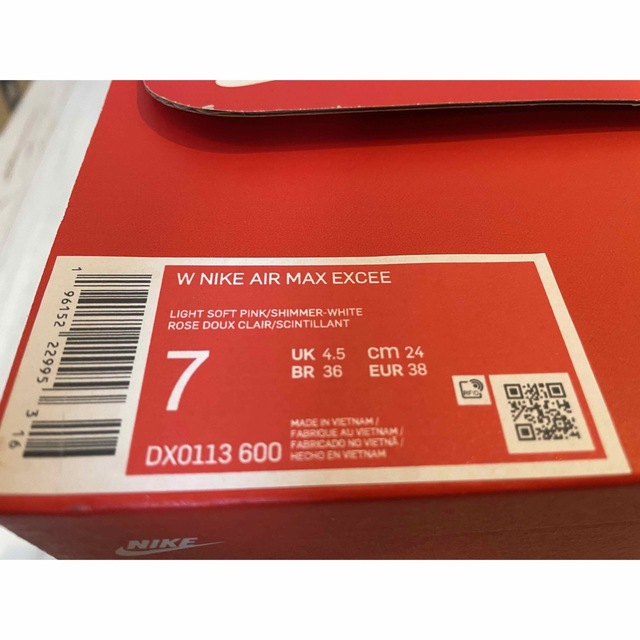 W NIKE AIR MAX EXCEE
LIGHT SOFT PINK/SHIMMER-WHITE
ROSE DOUX CLAIR/SCINTILLANT
7
UK 4.5 cm 24
BR 36 EUR 38
MADE IN VIETNAM/
FABRIQUE AU VIETNAM/
FABRICADO NO VIETNÃ/
HECHO EN VIETNAM
DX0113 600
RFID
1 96152 22995 3 16
NIKE